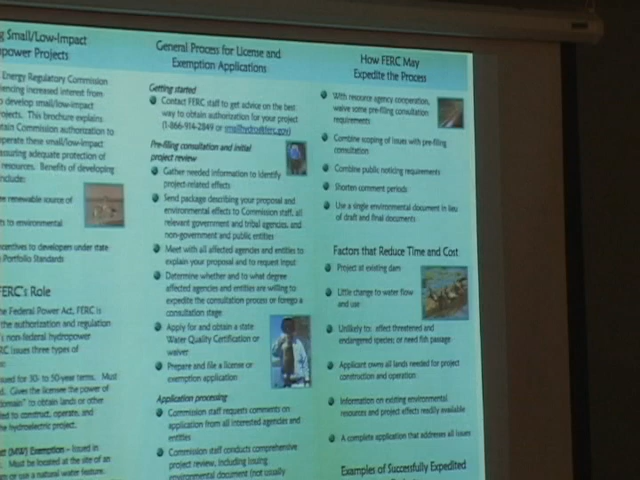 g Small/Low-Impact
power Projects
Energy Regulatory Commission
encing increased interest from
o develop small/low-impact
rojects. This brochure explains
tain Commission authorization to
perate these small/low-impact
ssuring adequate protection of
resources. Benefits of developing
include:
renewable source of
ts to environmental
centives to developers under state
Portfolio Standards
FERC's Role
he Federal Power Act, FERC is
the authorization and regulation
's non-federal hydropower
RC issues three types of
sued for 30- to 50-year terms. Must
d. Gives the licensee the power of
domain" to obtain lands or other
ed to construct, operate, and
he hydroelectric project.
(MW) Exemption – Issued in
Must be located at the site of an
or use a natural water feature.
General Process for License and
Exemption Applications
Getting started
Contact FERC staff to get advice on the best
way to obtain authorization for your project
(1-866-914-2849 or smallhydro@ferc.gov)
Pre-filing consultation and initial
project review
Gather needed information to identify
project-related effects
Send package describing your proposal and
environmental effects to Commission staff, all
relevant government and tribal agencies, and
non-government and public entities
Meet with all affected agencies and entities to
explain your proposal and to request input
Determine whether and to what degree
affected agencies and entities are willing to
expedite the consultation process or forego a
consultation stage
Apply for and obtain a state
Water Quality Certification or
waiver
Prepare and file a license or
exemption application
Application processing
Commission staff requests comments on
application from all interested agencies and
entities
Commission staff conducts comprehensive
project review, including issuing
environmental document (not usually
How FERC May
Expedite the Process
With resource agency cooperation,
waive some pre-filing consultation
requirements
Combine scoping of issues with pre-filing
consultation
Combine public noticing requirements
Shorten comment periods
Use a single environmental document in lieu
of draft and final documents
Factors that Reduce Time and Cost
Project at existing dam
Little change to water flow
and use
Unlikely to: affect threatened and
endangered species; or need fish passage
Applicant owns all lands needed for project
construction and operation
Information on existing environmental
resources and project effects readily available
A complete application that addresses all issues
Examples of Successfully Expedited